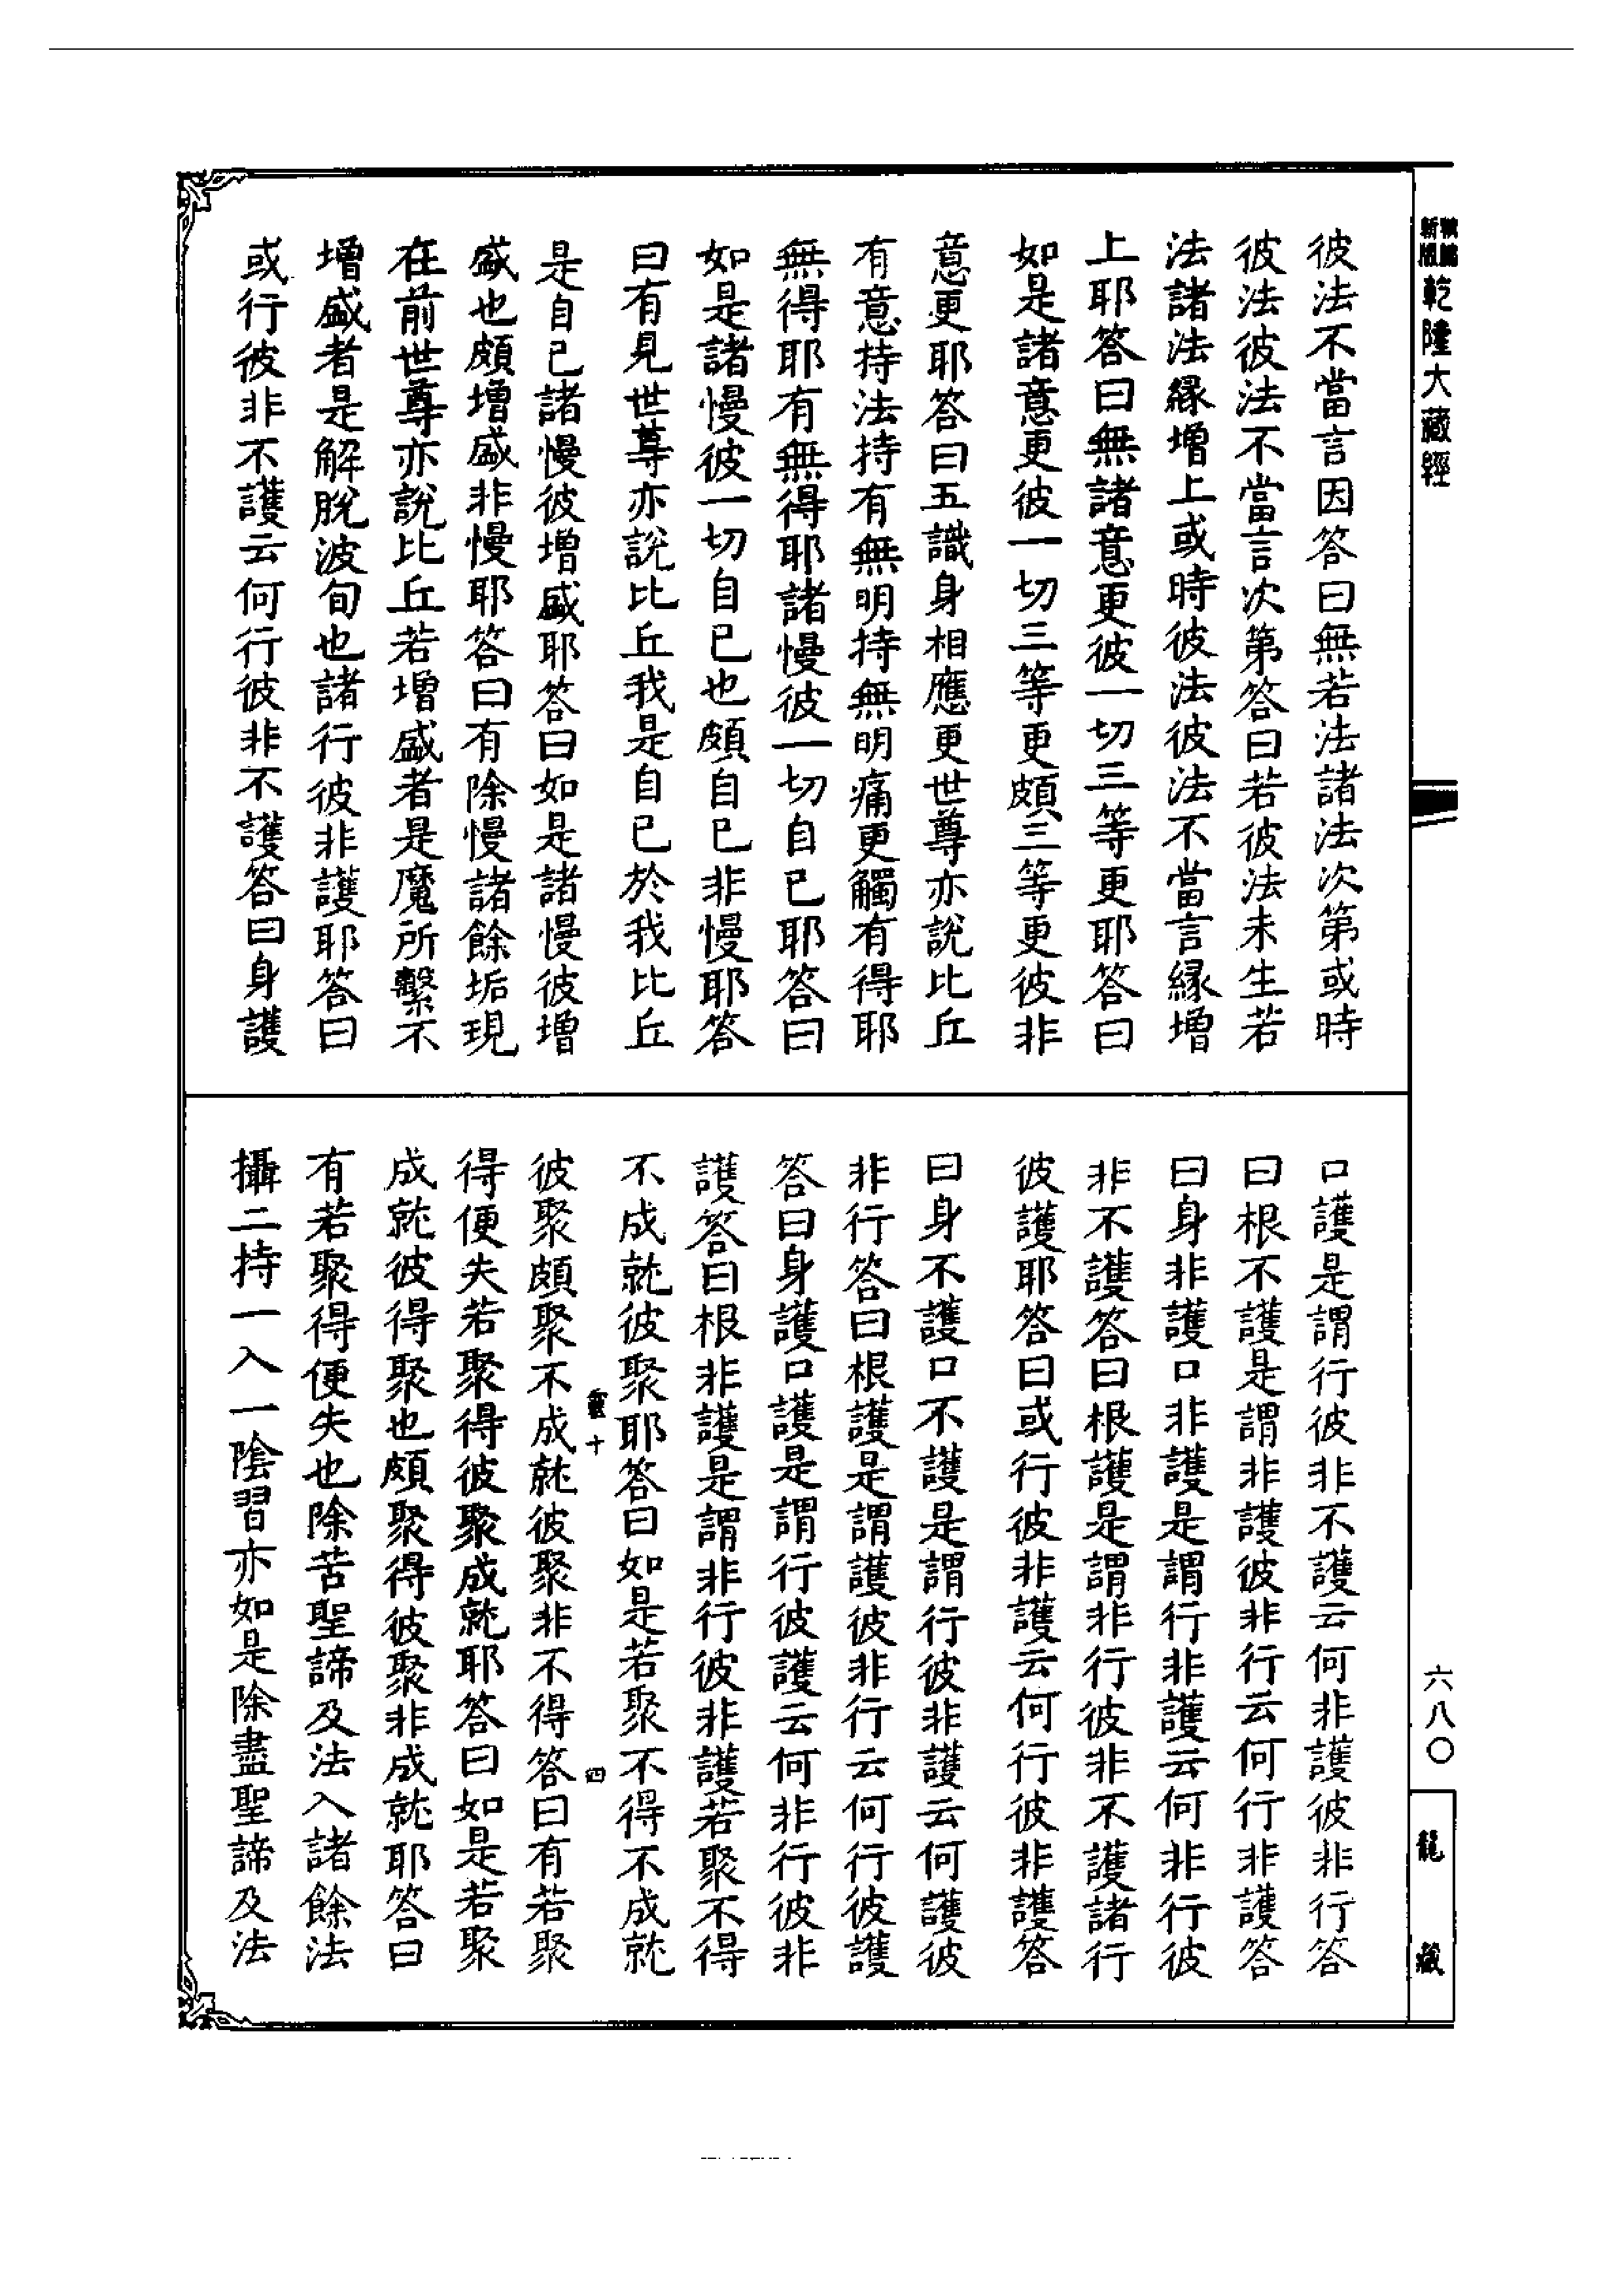 新版
乾隆大藏經
六八〇
龍藏
彼法不當言因答曰無若法諸法次第或時
彼法彼法不當言次第答曰若彼法未生若
法諸法緣增上或時彼法彼法不當言緣增
上耶答曰無諸意更彼一切三等更耶答曰
如是諸意更彼一切三等更頗三等更彼非
意更耶答曰五識身相應更世尊亦說比丘
有意持法持有無明持無明痛更觸有得耶
無得耶有無得耶諸慢彼一切自已耶答曰
如是諸慢彼一切自已也頗自已非慢耶答
曰有見世尊亦說比丘我是自已於我比丘
是自已諸慢彼增盛耶答曰如是諸慢彼增
盛也頗增盛非慢耶答曰有除慢諸餘垢現
在前世尊亦說比丘若增盛者是魔所繫不
增盛者是解脫波旬也諸行彼非護耶答曰
或行彼非不護云何行彼非不護答曰身護
口護是謂行彼非不護云何非護彼非行答
曰根不護是謂非護彼非行云何行非護答
曰身非護口非護是謂行非護云何非行彼
非不護答曰根護是謂非行彼非不護諸行
彼護耶答曰或行彼非護云何行彼非護答
曰身不護口不護是謂行彼非護云何護彼
非行答曰根護是謂護彼非行云何行彼護
答曰身護口護是謂行彼護云何非行彼非
護答曰根非護是謂非行彼非護若聚不得
不成就彼聚耶答曰如是若聚不得不成就
十 四
彼聚頗聚不成就彼聚非不得答曰有若聚
得便失若聚得彼聚成就耶答曰如是若聚
成就彼得聚也頗聚得彼聚非成就耶答曰
有若聚得便失也除苦聖諦及法入諸餘法
攝二持一入一陰習亦如是除盡聖諦及法